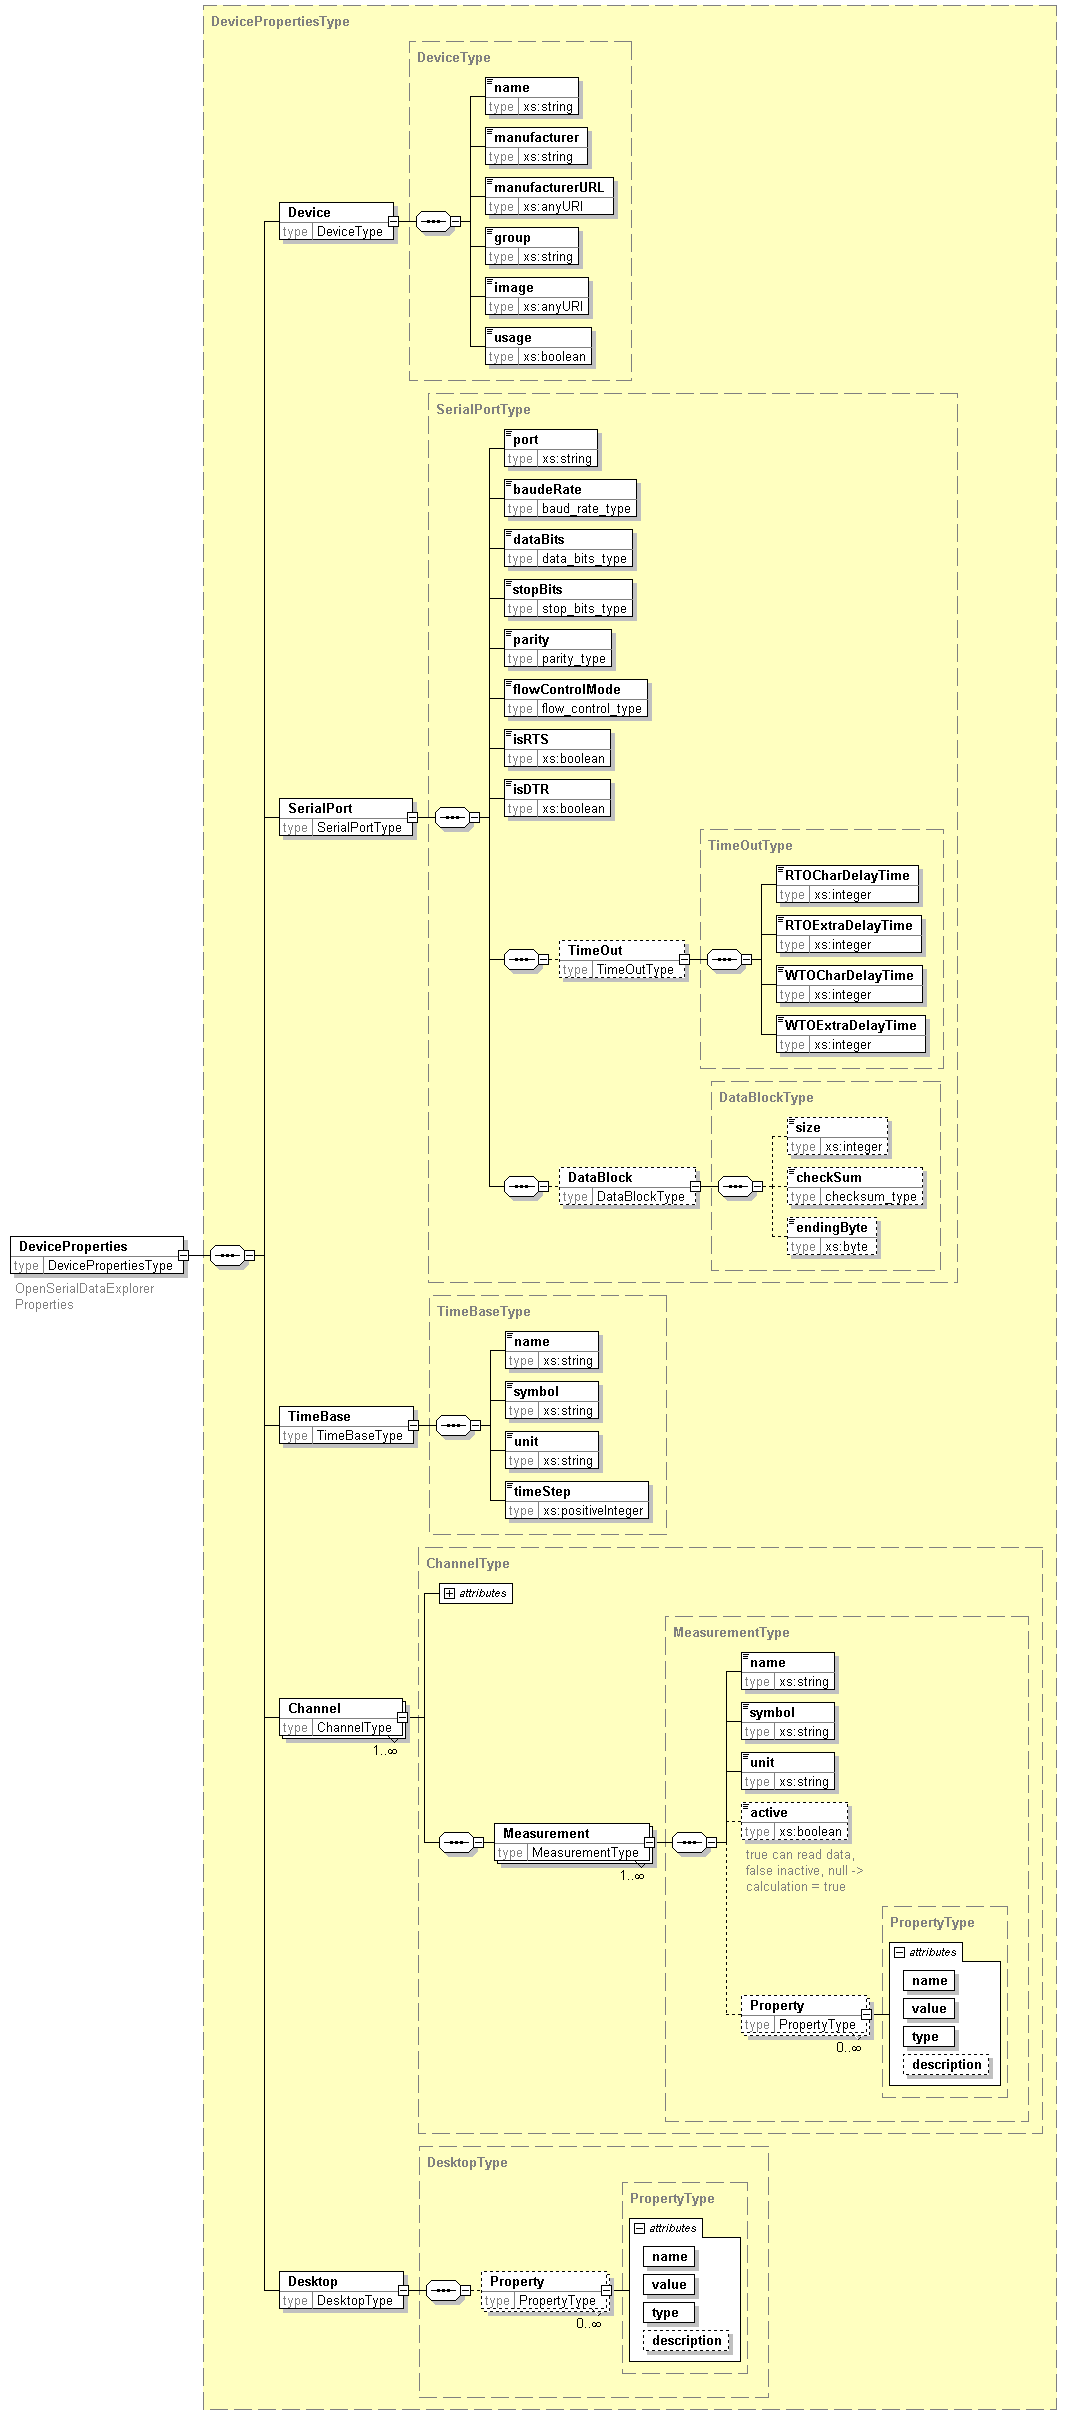 DevicePropertiesType
DeviceType
name
type xs:string
manufacturer
type xs:string
manufacturerURL
type xs:anyURI
Device
type DeviceType
group
type xs:string
image
type xs:anyURI
usage
type xs:boolean
SerialPortType
port
type xs:string
baudeRate
type baud_rate_type
dataBits
type data_bits_type
stopBits
type stop_bits_type
parity
type parity_type
flowControlMode
type flow_control_type
isRTS
type xs:boolean
isDTR
type xs:boolean
SerialPort
type SerialPortType
TimeOutType
RTOCharDelayTime
type xs:integer
RTOExtraDelayTime
type xs:integer
TimeOut
type TimeOutType
WTOCharDelayTime
type xs:integer
WTOExtraDelayTime
type xs:integer
DataBlockType
size
type xs:integer
DataBlock
type DataBlockType
checkSum
type checksum_type
endingByte
type xs:byte
DeviceProperties
type DevicePropertiesType
OpenSerialDataExplorer
Properties
TimeBaseType
name
type xs:string
symbol
type xs:string
TimeBase
type TimeBaseType
unit
type xs:string
timeStep
type xs:positiveInteger
ChannelType
attributes
MeasurementType
name
type xs:string
Channel
type ChannelType
1..∞
symbol
type xs:string
unit
type xs:string
active
type xs:boolean
true can read data,
false inactive, null ->
calculation = true
Measurement
type MeasurementType
1..∞
PropertyType
attributes
name
value
type
description
Property
type PropertyType
0..∞
DesktopType
PropertyType
attributes
name
value
type
description
Desktop
type DesktopType
Property
type PropertyType
0..∞